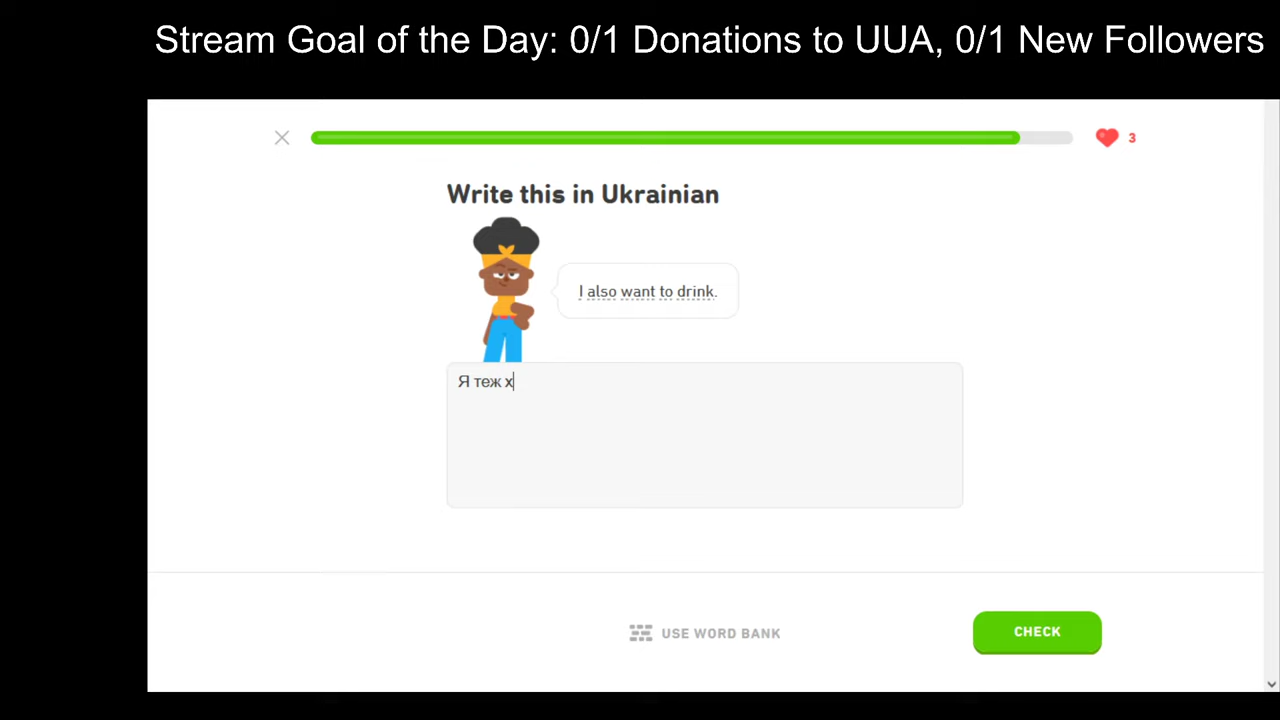 Stream Goal of the Day: 0/1 Donations to UUA, 0/1 New Followers
3
Write this in Ukrainian
I also want to drink.
Я теж х
USE WORD BANK
CHECK